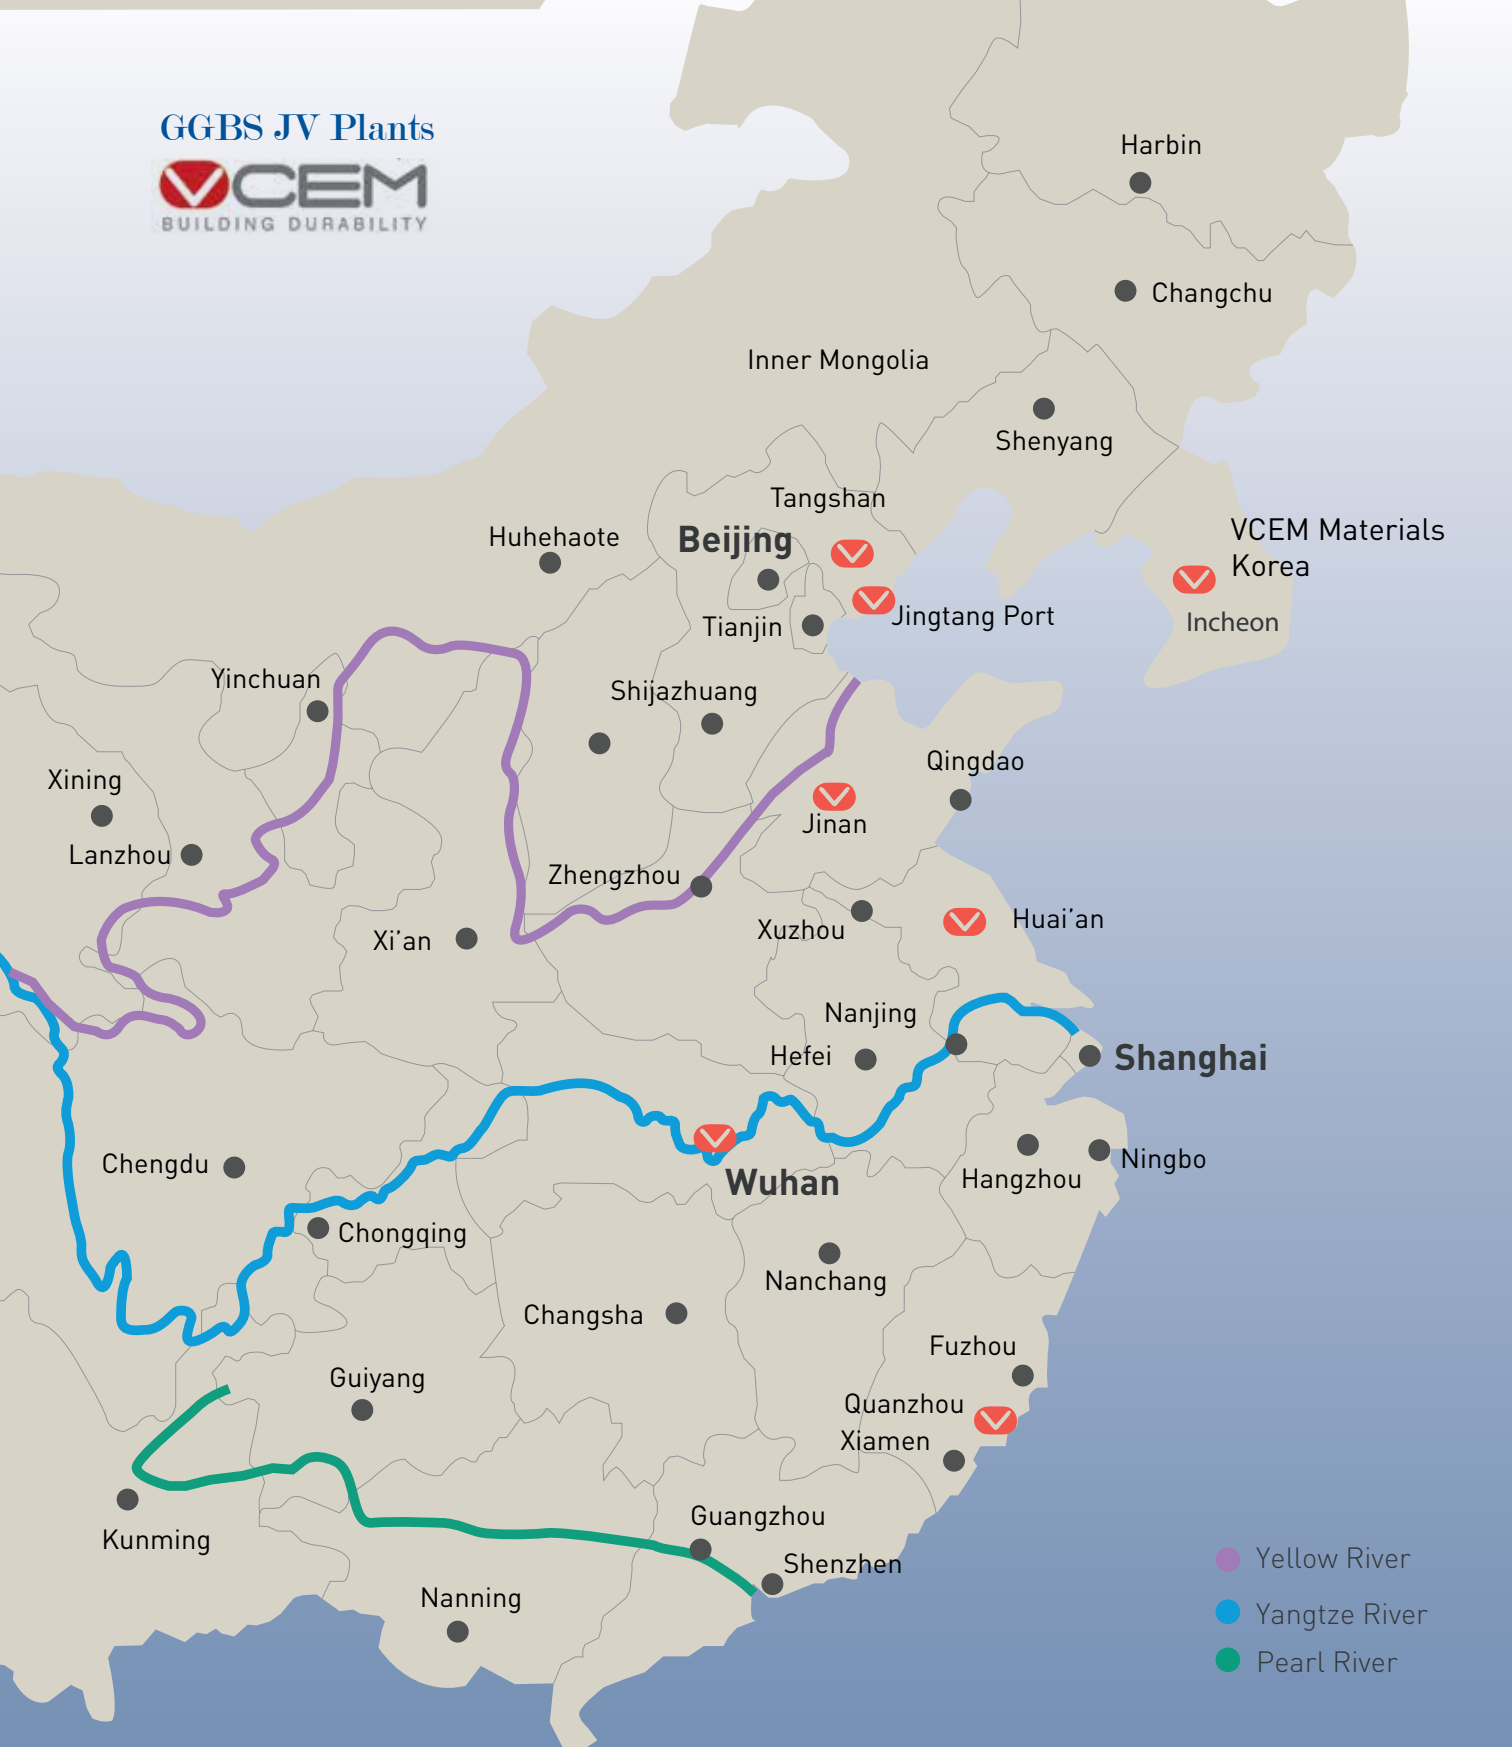 GGBS JV Plants
VCEM
BUILDING DURABILITY
Harbin
Changchu
Inner Mongolia
Shenyang
Tangshan
VCEM Materials
Korea
Huhehaote
Beijing
Jingtang Port
Incheon
Tianjin
Yinchuan
Shijazhuang
Qingdao
Xining
Jinan
Lanzhou
Zhengzhou
Huai’an
Xuzhou
Xi’an
Nanjing
Hefei
Shanghai
Chengdu
Ningbo
Hangzhou
Wuhan
Chongqing
Nanchang
Changsha
Fuzhou
Guiyang
Quanzhou
Xiamen
Guangzhou
Kunming
Shenzhen
Nanning
Yellow River
Yangtze River
Pearl River